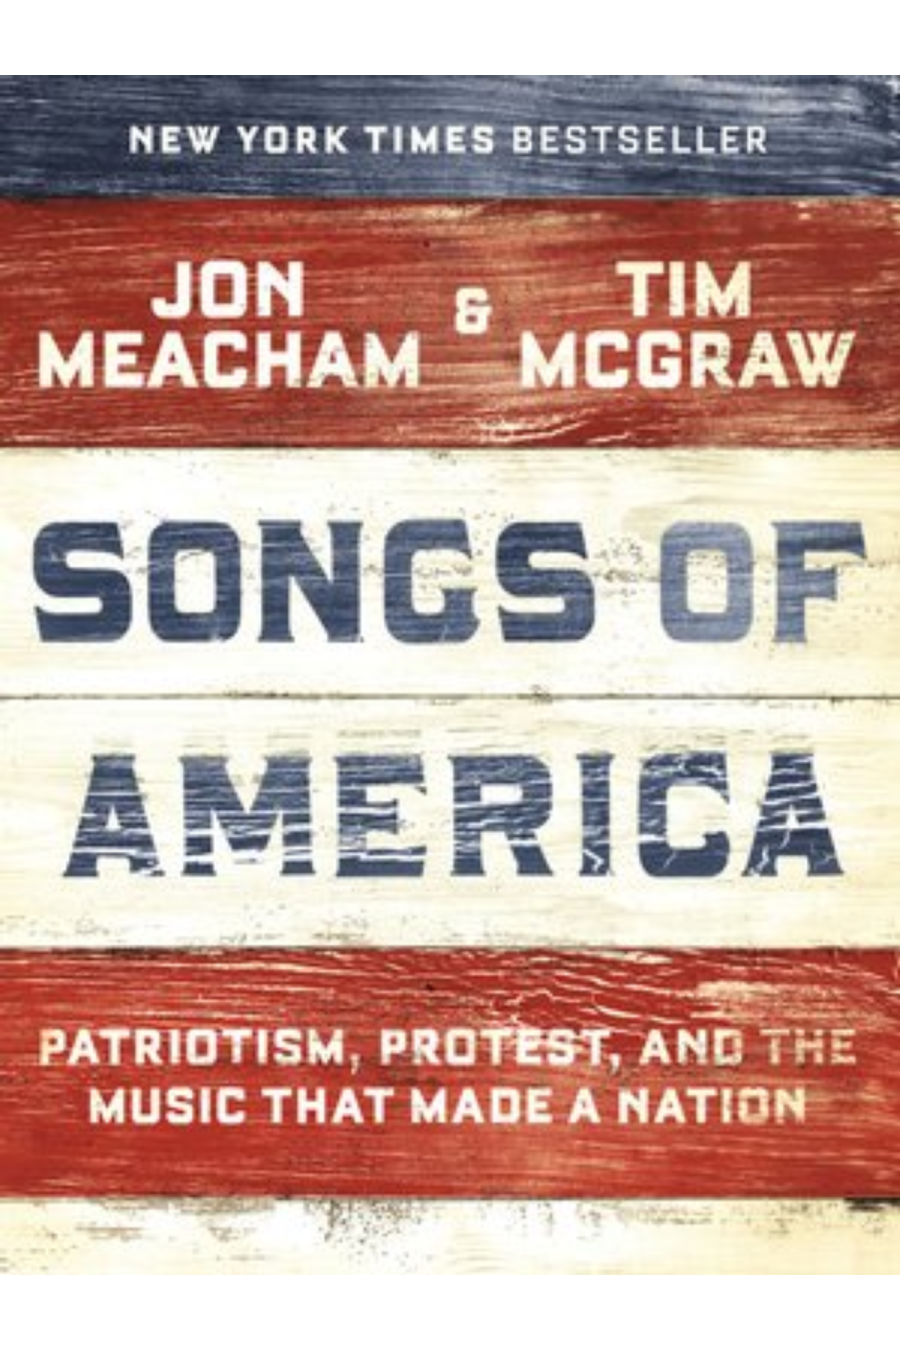 NEW YORK TIMES BESTSELLER
JON MEACHAM & TIM MCGRAW
SONGS OF
AMERICA
PATRIOTISM, PROTEST, AND THE
MUSIC THAT MADE A NATION